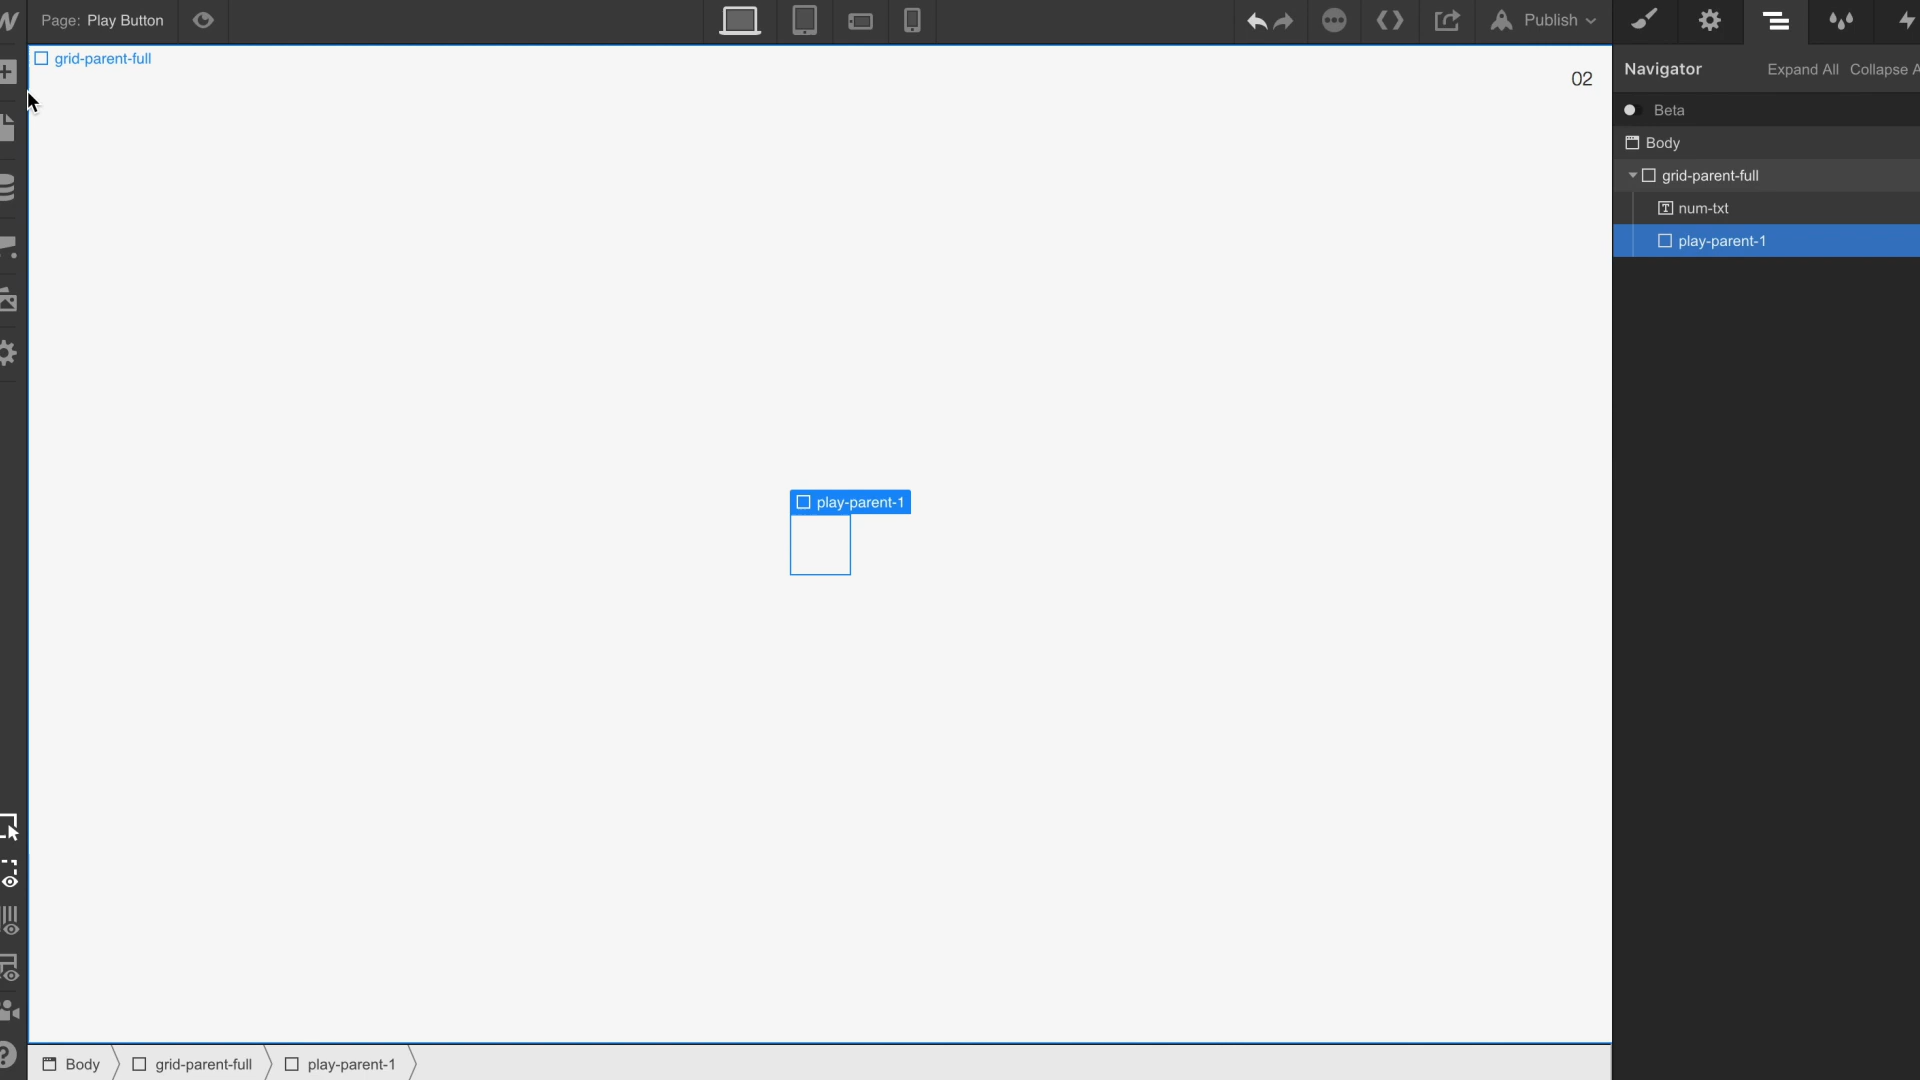 Page: Play Button
Publish
grid-parent-full
02
play-parent-1
Navigator
Expand All
Collapse A
Beta
Body
grid-parent-full
num-txt
play-parent-1
Body
grid-parent-full
play-parent-1